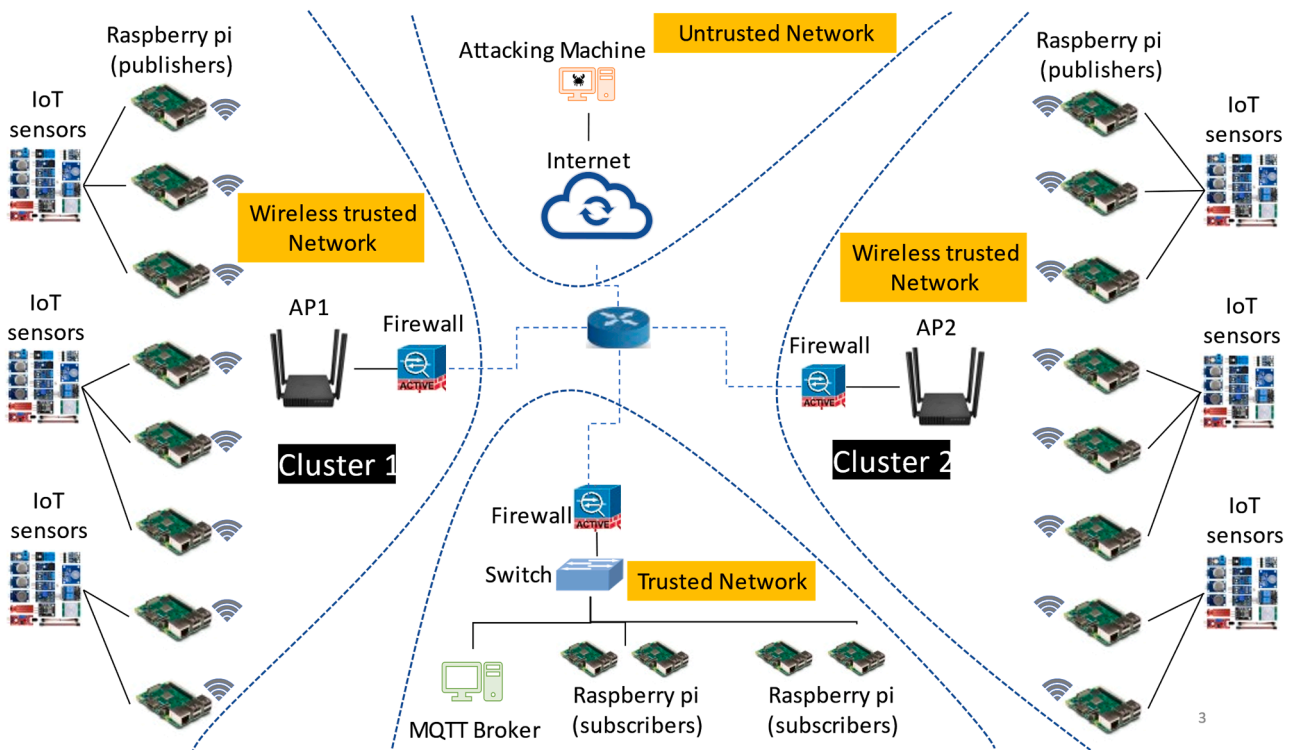 Raspberry pi
(publishers)
IoT
sensors
IoT
sensors
IoT
sensors
Wireless trusted
Network
AP1
Firewall
ACTIVE
Cluster 1
Attacking Machine
Untrusted Network
Internet
Firewall
ACTIVE
Switch
Trusted Network
MQTT Broker
Raspberry pi
(subscribers)
Raspberry pi
(subscribers)
Wireless trusted
Network
Firewall
ACTIVE
AP2
Cluster 2
Raspberry pi
(publishers)
IoT
sensors
IoT
sensors
IoT
sensors
3